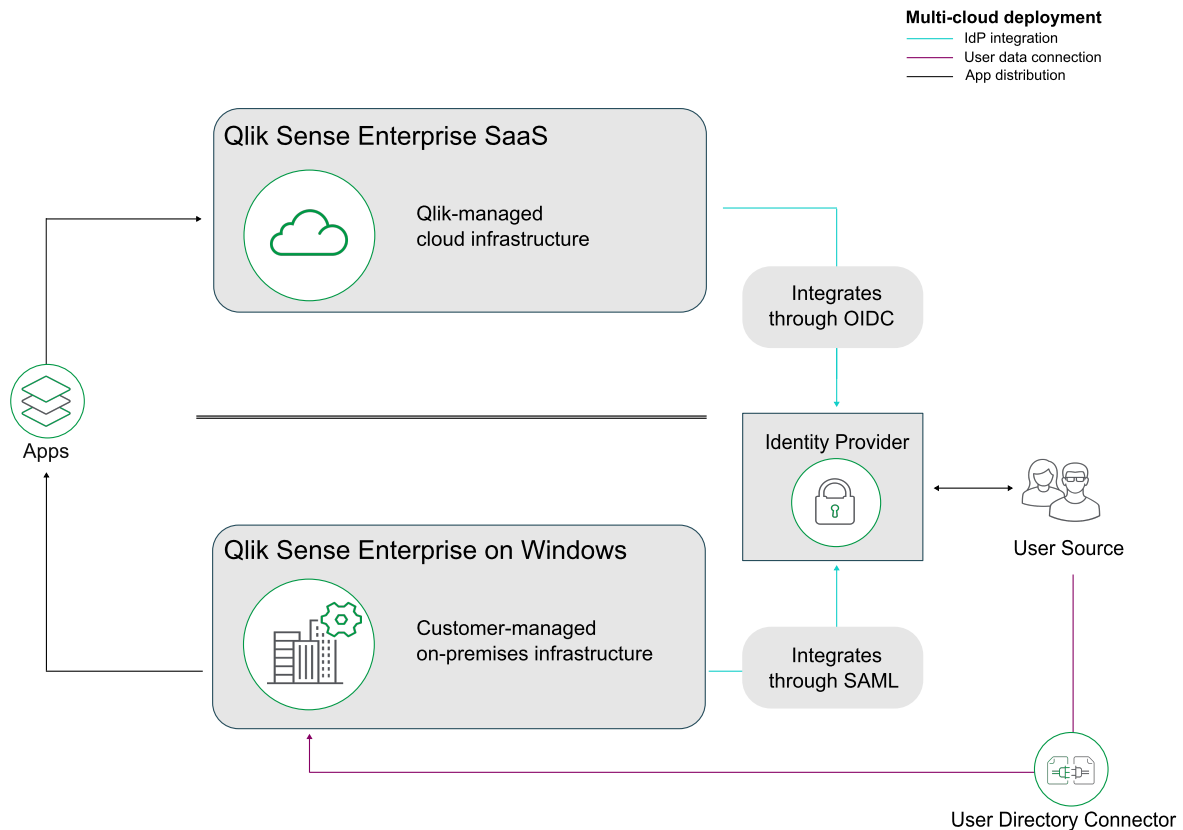 Multi-cloud deployment
IdP integration
User data connection
App distribution
Qlik Sense Enterprise SaaS
Qlik-managed
cloud infrastructure
Integrates
through OIDC
Apps
Identity Provider
User Source
Qlik Sense Enterprise on Windows
Customer-managed
on-premises infrastructure
Integrates
through SAML
User Directory Connector